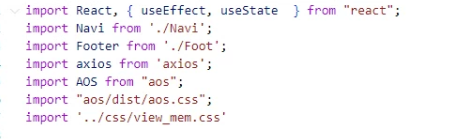 import React, { useEffect, useState  } from "react";
import Navi from './Navi';
import Footer from './Foot';
import axios from 'axios';
import AOS from "aos";
import "aos/dist/aos.css";
import '../css/view_mem.css'